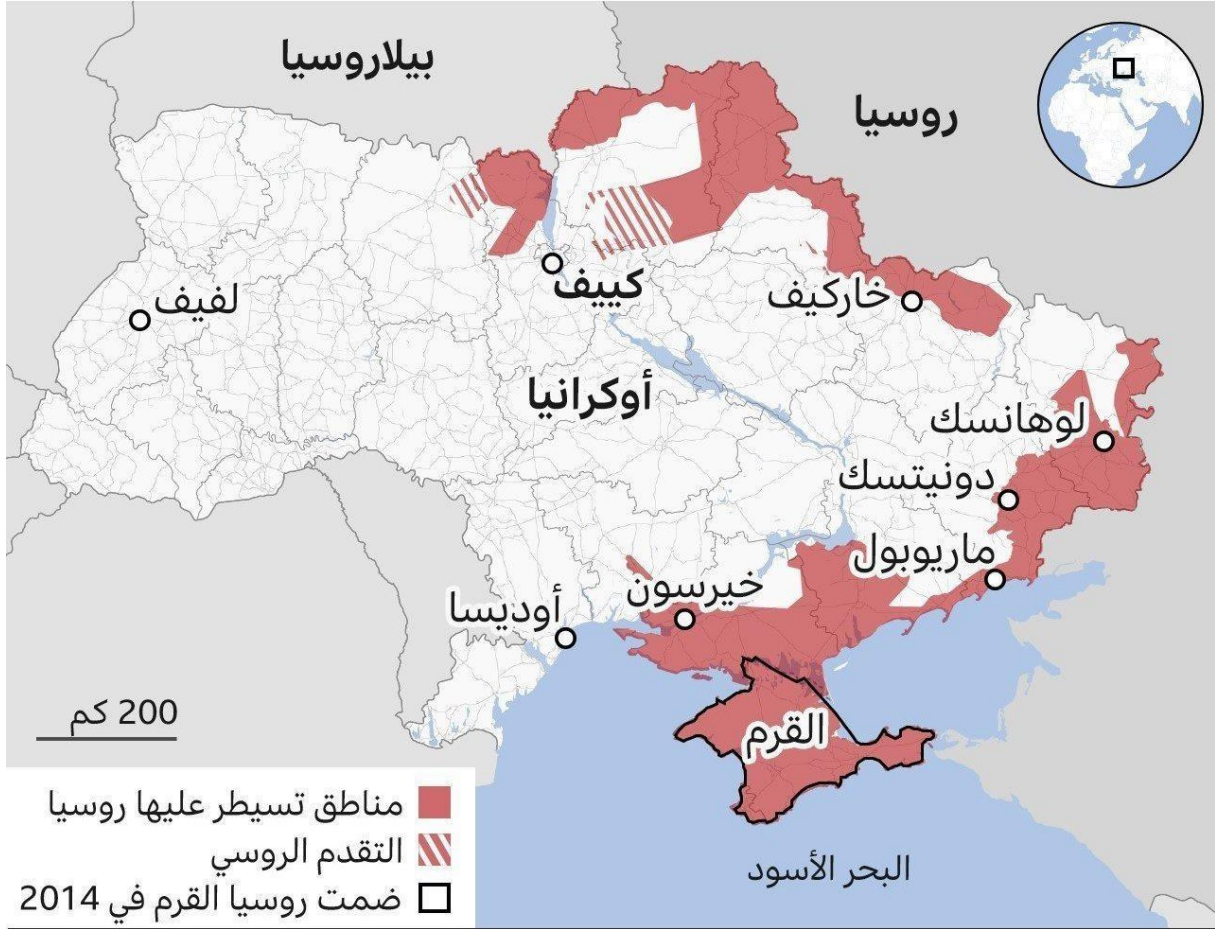 بيلاروسيا
روسيا
كييف
خاركيف
لفيف
أوكرانيا
لوهانسك
دونيتسك
ماريوبول
خيرسون
أوديسا
القرم
200 كم
مناطق تسيطر عليها روسيا
التقدم الروسي
ضمت روسيا القرم في 2014
البحر الأسود